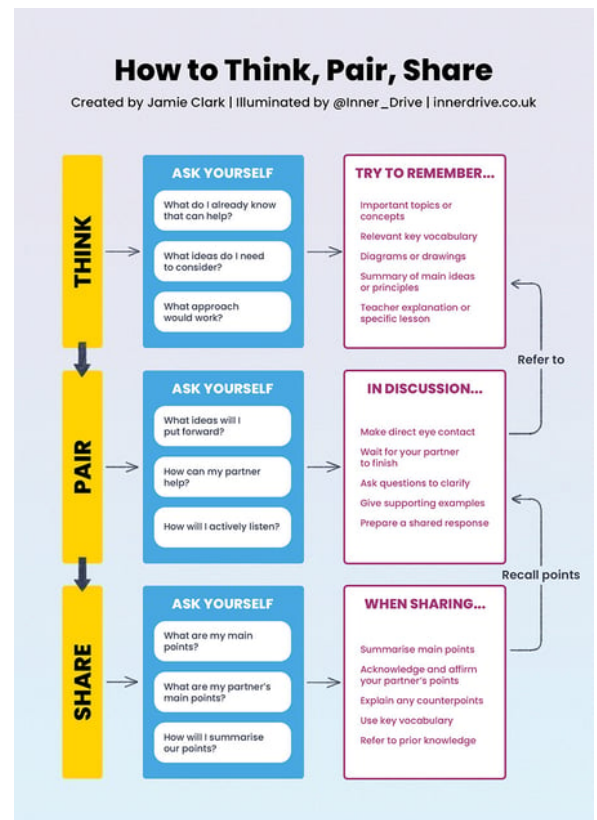 How to Think, Pair, Share
Created by Jamie Clark | Illuminated by @Inner_Drive | innerdrive.co.uk
THINK
ASK YOURSELF
What do I already know
that can help?
What ideas do I need
to consider?
What approach
would work?
TRY TO REMEMBER...
Important topics or
concepts
Relevant key vocabulary
Diagrams or drawings
Summary of main ideas
or principles
Teacher explanation or
specific lesson
Refer to
PAIR
ASK YOURSELF
What ideas will I
put forward?
How can my partner
help?
How will I actively listen?
IN DISCUSSION...
Make direct eye contact
Wait for your partner
to finish
Ask questions to clarify
Give supporting examples
Prepare a shared response
Recall points
SHARE
ASK YOURSELF
What are my main
points?
What are my partner's
main points?
How will I summarise
our points?
WHEN SHARING...
Summarise main points
Acknowledge and affirm
your partner's points
Explain any counterpoints
Use key vocabulary
Refer to prior knowledge